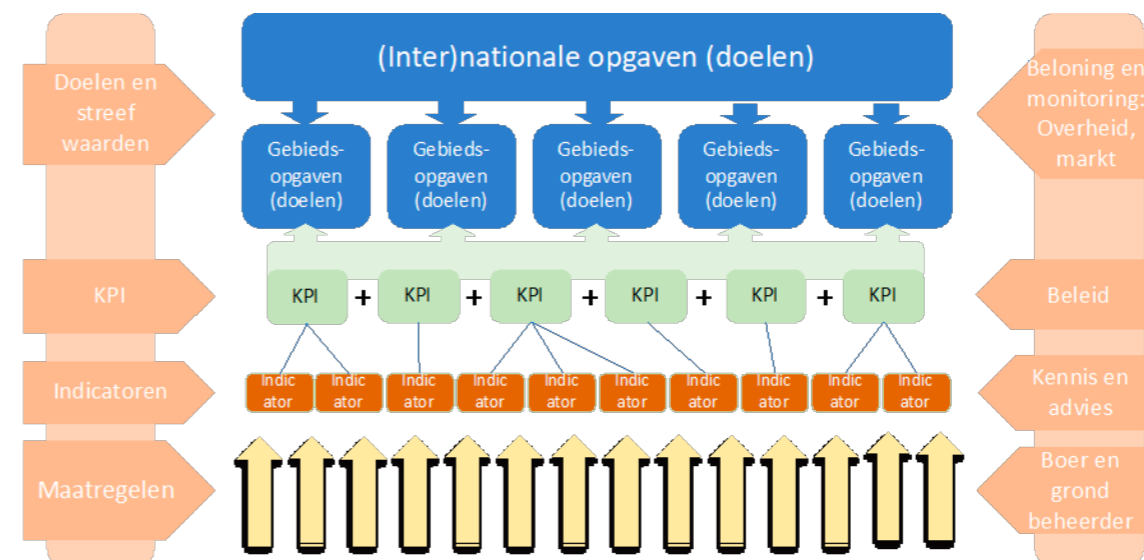 (Inter)nationale opgaven (doelen)
Doelen en
streef
waarden
Beloning en
monitoring:
Overheid,
markt
Gebieds-
opgaven
(doelen)
Gebieds-
opgaven
(doelen)
Gebieds-
opgaven
(doelen)
Gebieds-
opgaven
(doelen)
Gebieds-
opgaven
(doelen)
KPI
KPI + KPI + KPI + KPI + KPI + KPI
Beleid
Indicatoren
Indic
ator
Indic
ator
Indic
ator
Indic
ator
Indic
ator
Indic
ator
Indic
ator
Indic
ator
Indic
ator
Indic
ator
Kennis en
advies
Maatregelen
Boer en
grond
beheerder